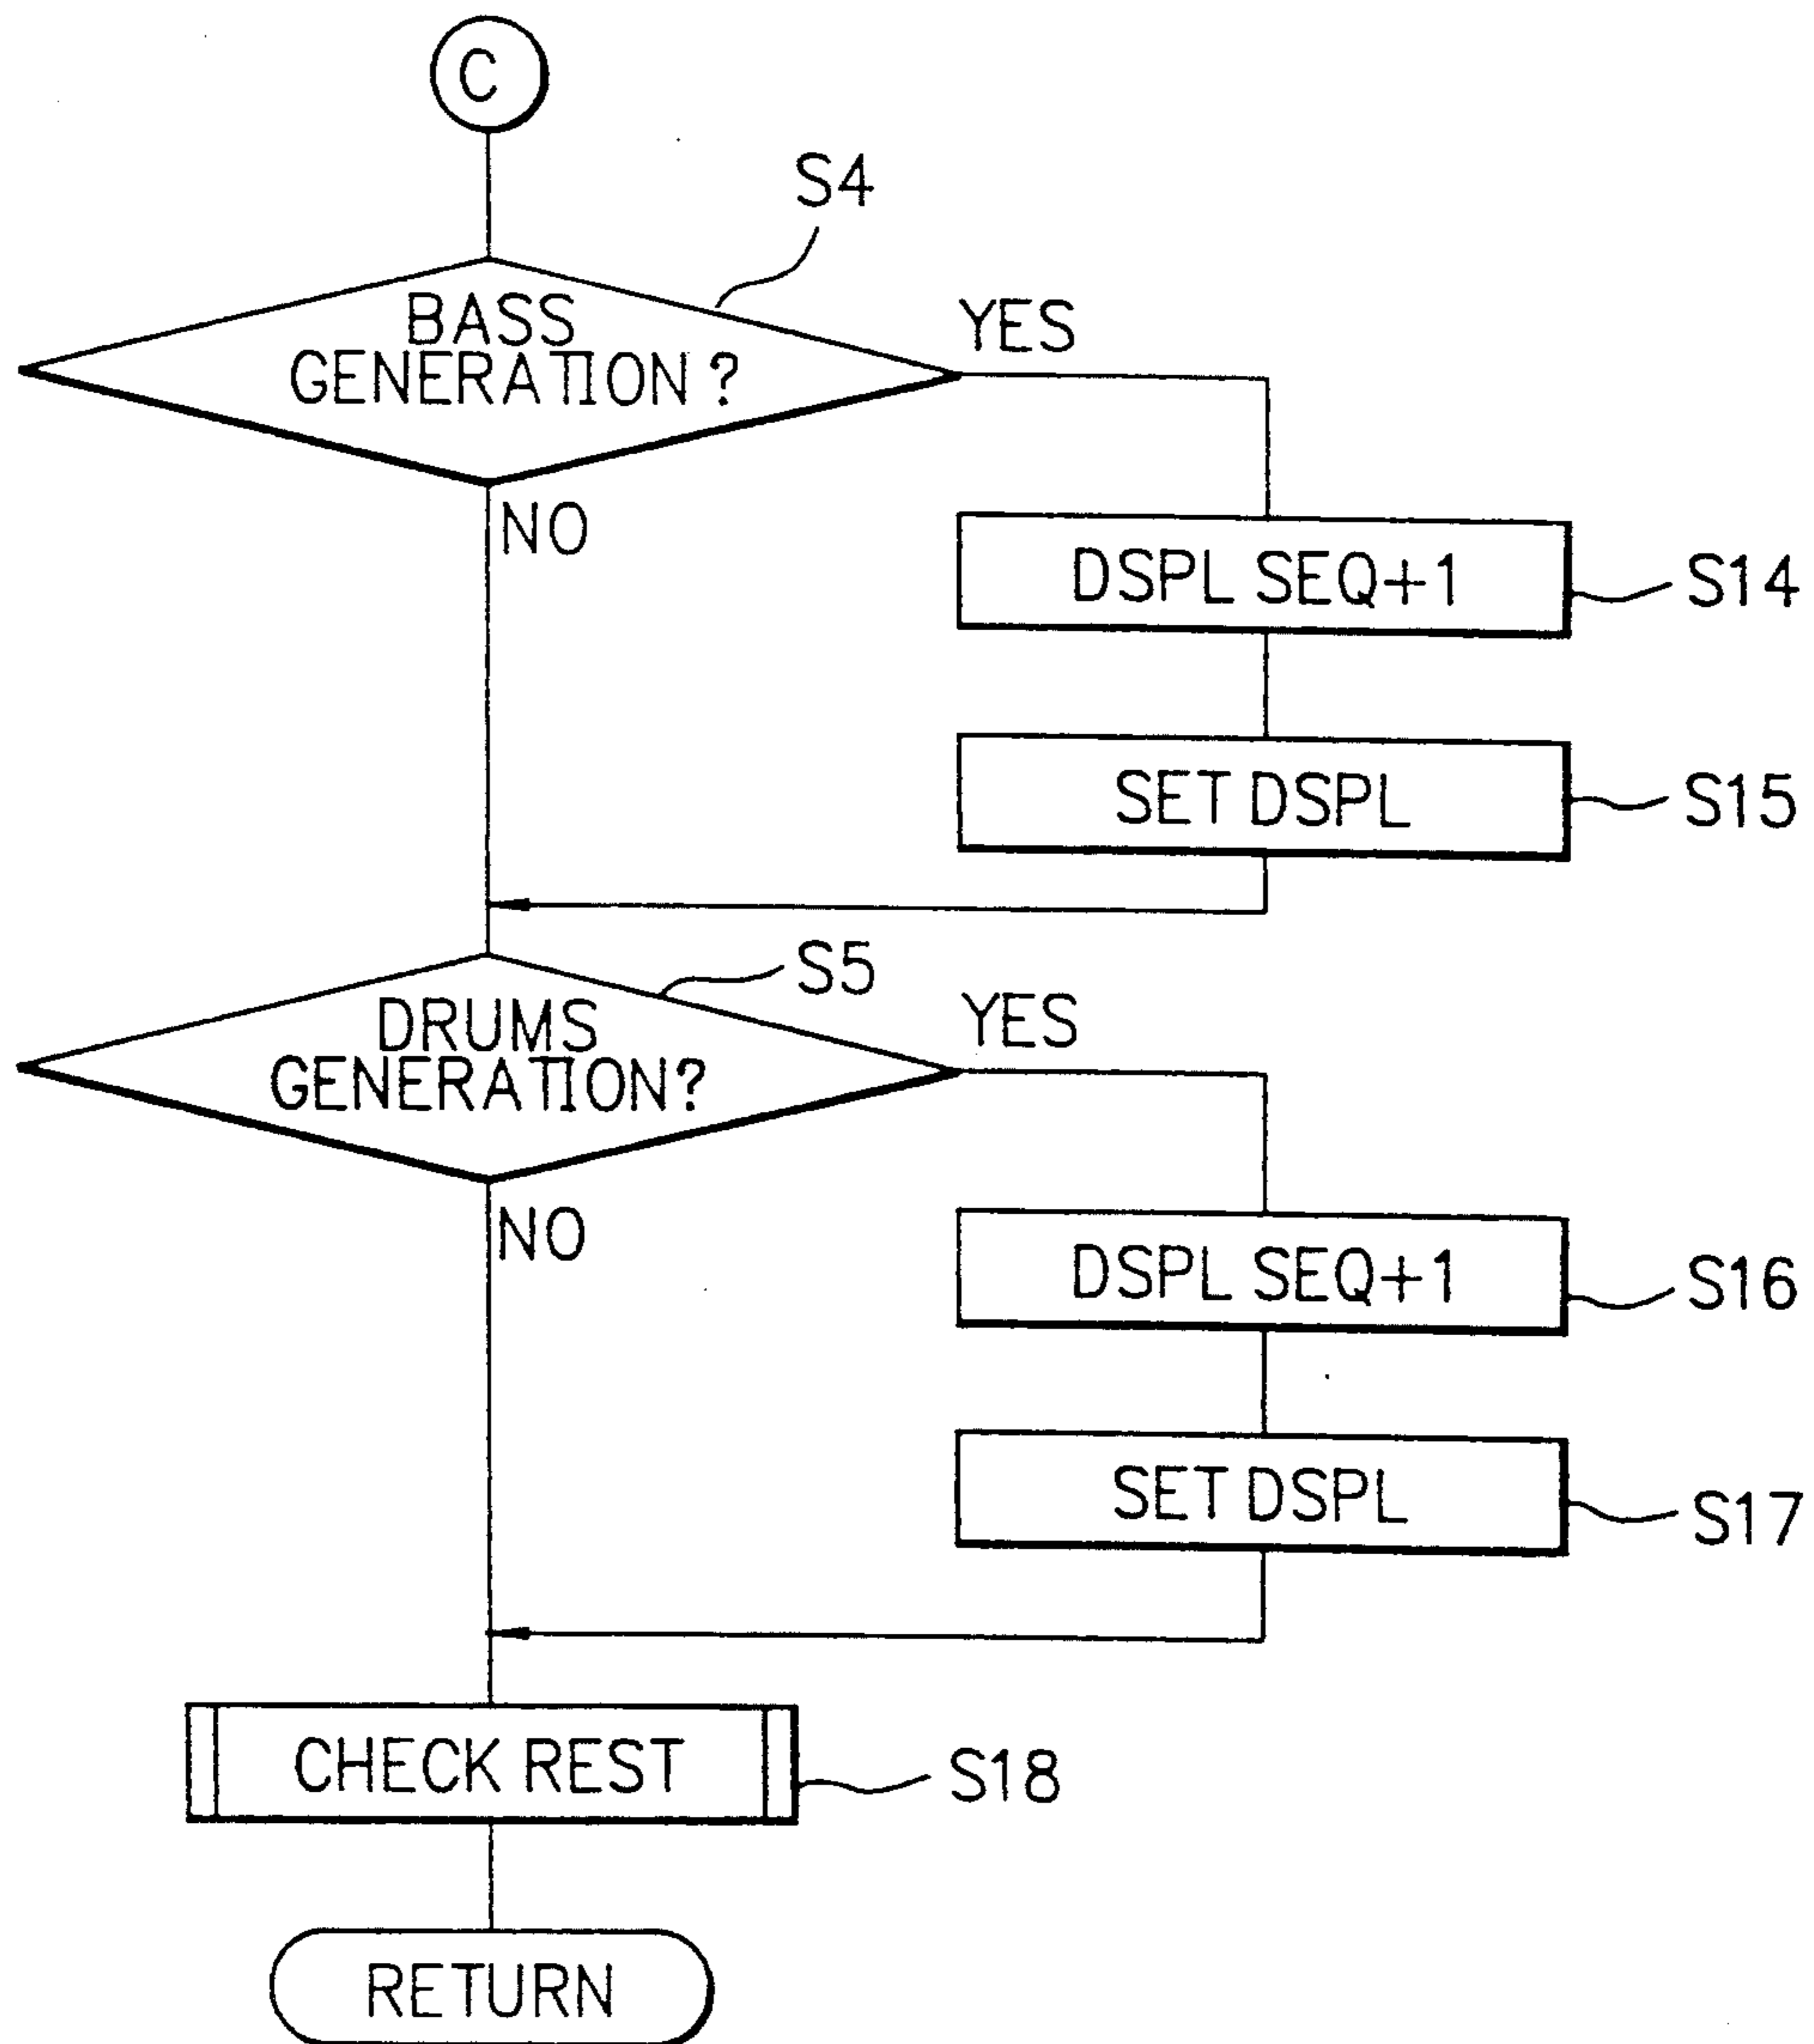 C
S4
BASS
GENERATION?
YES
NO
DSPL SEQ+1
S14
SET DSPL
S15
S5
DRUMS
GENERATION?
YES
NO
DSPL SEQ+1
S16
SET DSPL
S17
CHECK REST
S18
RETURN